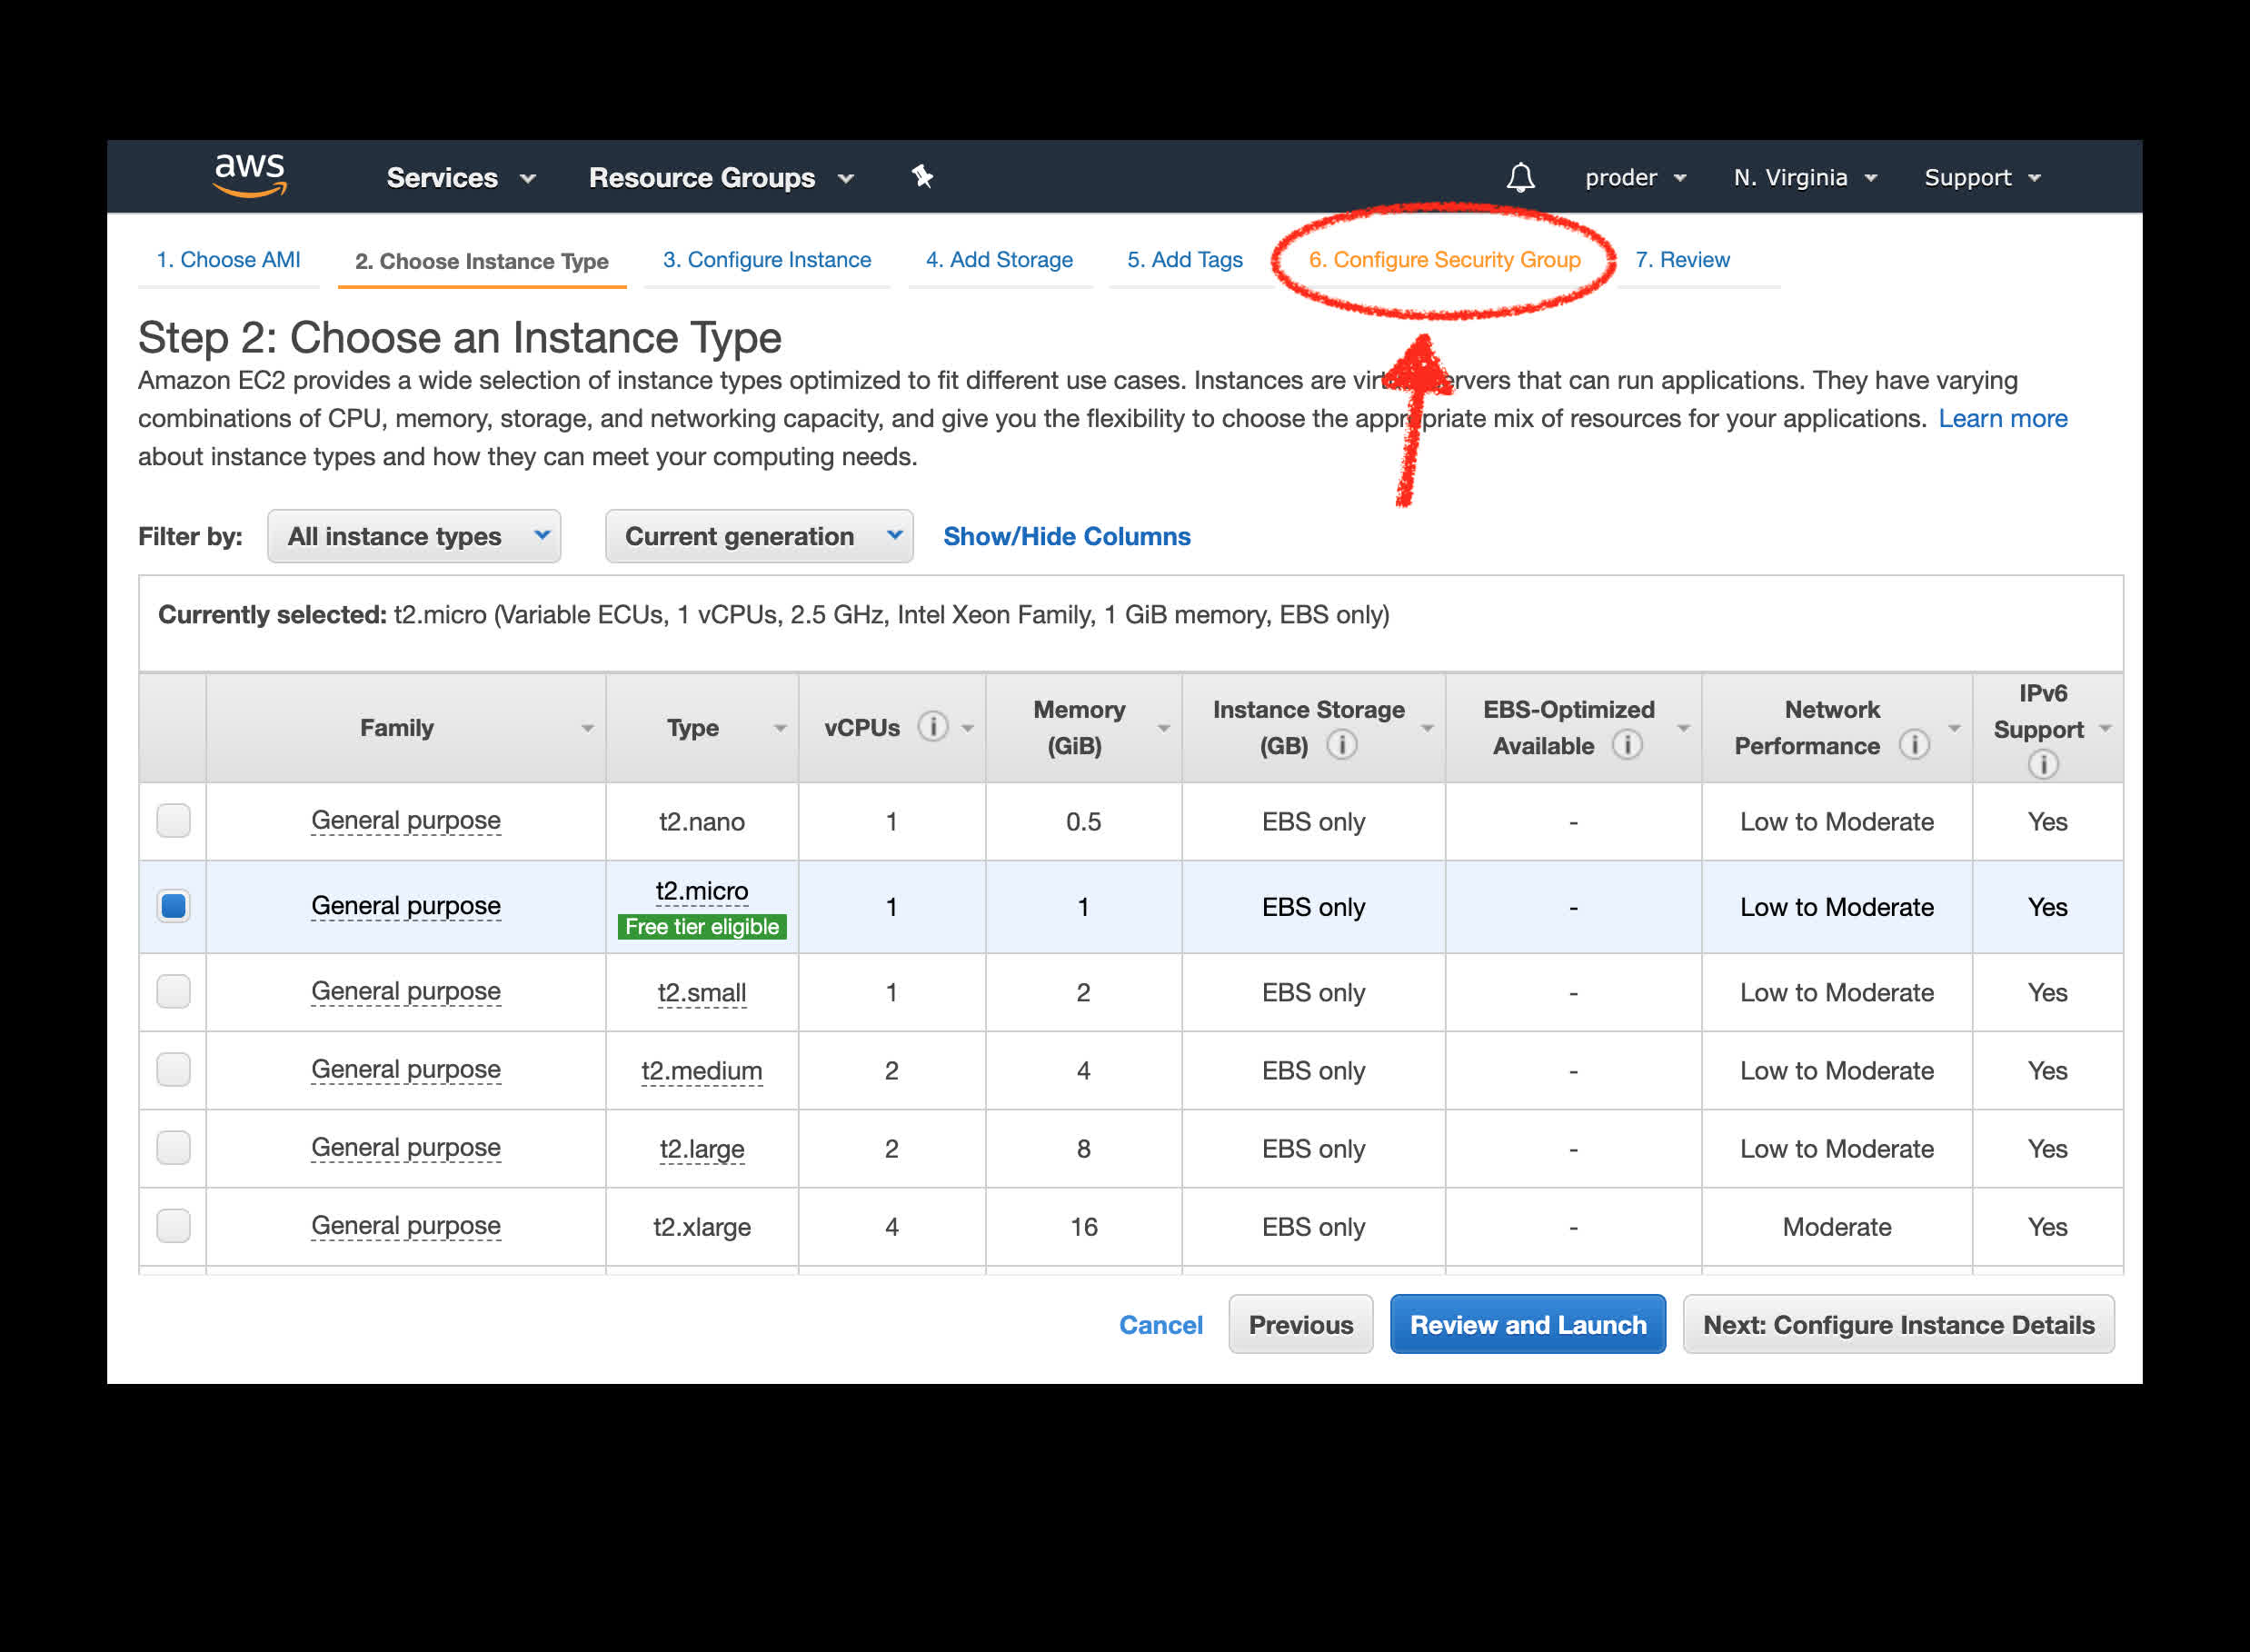 aws Services Resource Groups proder N. Virginia Support
1. Choose AMI 2. Choose Instance Type 3. Configure Instance 4. Add Storage 5. Add Tags 6. Configure Security Group 7. Review
Step 2: Choose an Instance Type
Amazon EC2 provides a wide selection of instance types optimized to fit different use cases. Instances are virt ervers that can run applications. They have varying
combinations of CPU, memory, storage, and networking capacity, and give you the flexibility to choose the appropriate mix of resources for your applications. Learn more
about instance types and how they can meet your computing needs.
Filter by: All instance types Current generation Show/Hide Columns
Currently selected: t2.micro (Variable ECUs, 1 vCPUs, 2.5 GHz, Intel Xeon Family, 1 GiB memory, EBS only)
Family Type vCPUs Memory (GiB) Instance Storage (GB) EBS-Optimized Available Network Performance IPv6 Support
General purpose t2.nano 1 0.5 EBS only - Low to Moderate Yes
General purpose t2.micro Free tier eligible 1 1 EBS only - Low to Moderate Yes
General purpose t2.small 1 2 EBS only - Low to Moderate Yes
General purpose t2.medium 2 4 EBS only - Low to Moderate Yes
General purpose t2.large 2 8 EBS only - Low to Moderate Yes
General purpose t2.xlarge 4 16 EBS only - Moderate Yes
Cancel Previous Review and Launch Next: Configure Instance Details